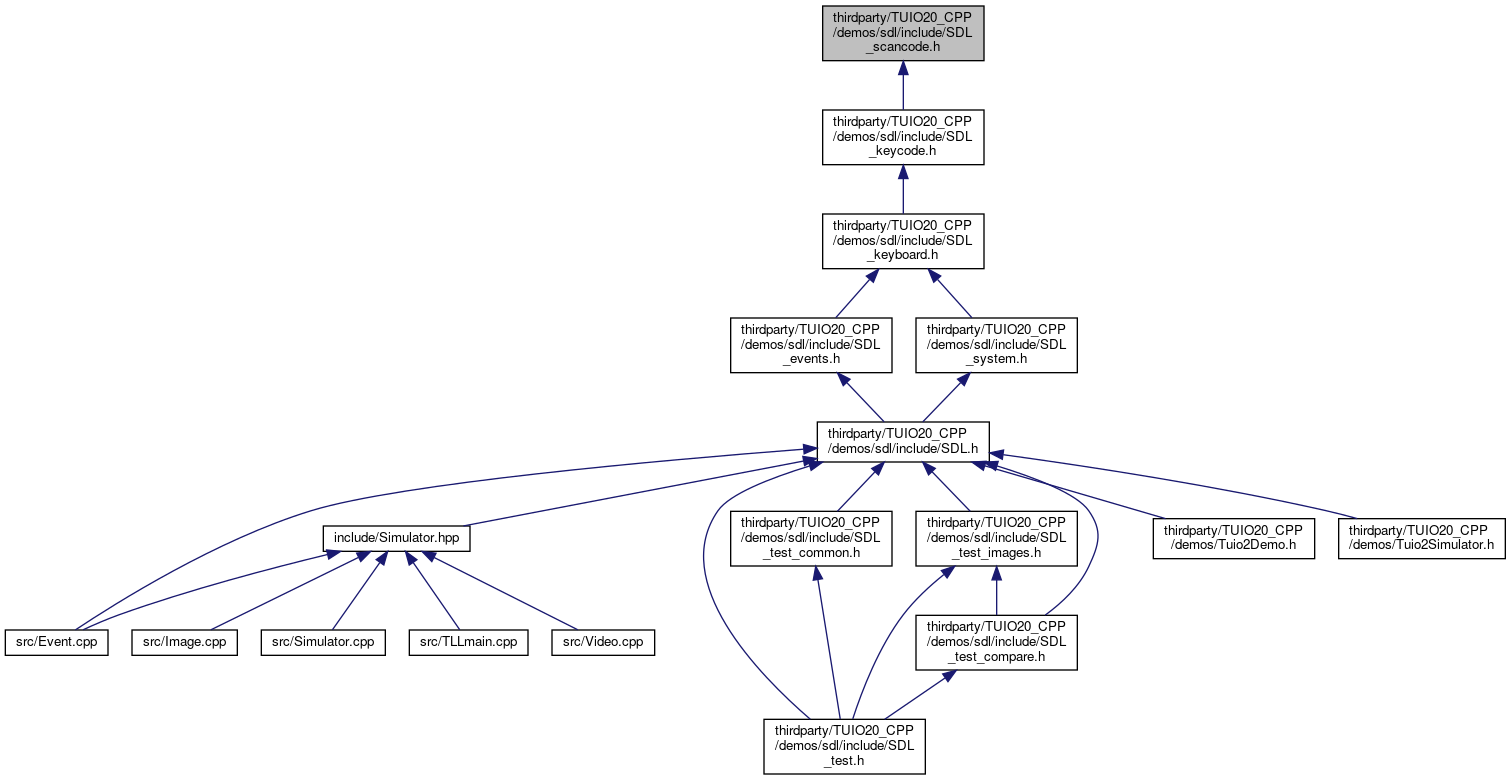 thirdparty/TUIO20_CPP
/demos/sdl/include/SDL
_scancode.h
thirdparty/TUIO20_CPP
/demos/sdl/include/SDL
_keycode.h
thirdparty/TUIO20_CPP
/demos/sdl/include/SDL
_keyboard.h
thirdparty/TUIO20_CPP
/demos/sdl/include/SDL
_events.h
thirdparty/TUIO20_CPP
/demos/sdl/include/SDL
_system.h
thirdparty/TUIO20_CPP
/demos/sdl/include/SDL.h
include/Simulator.hpp
thirdparty/TUIO20_CPP
/demos/sdl/include/SDL
_test_common.h
thirdparty/TUIO20_CPP
/demos/sdl/include/SDL
_test_images.h
thirdparty/TUIO20_CPP
/demos/Tuio2Demo.h
thirdparty/TUIO20_CPP
/demos/Tuio2Simulator.h
src/Event.cpp
src/Image.cpp
src/Simulator.cpp
src/TLLmain.cpp
src/Video.cpp
thirdparty/TUIO20_CPP
/demos/sdl/include/SDL
_test_compare.h
thirdparty/TUIO20_CPP
/demos/sdl/include/SDL
_test.h